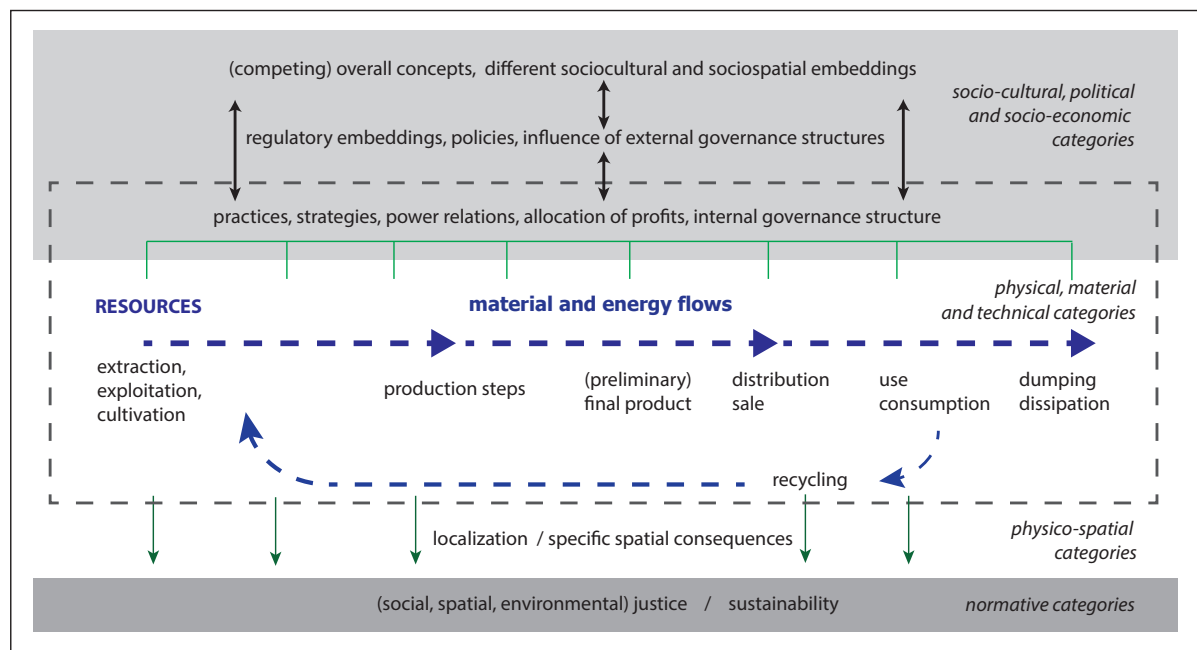 (competing) overall concepts, different sociocultural and sociospatial embeddings
socio-cultural, political
and socio-economic
categories
regulatory embeddings, policies, influence of external governance structures
practices, strategies, power relations, allocation of profits, internal governance structure
physical, material
and technical categories
RESOURCES
material and energy flows
extraction,
exploitation,
cultivation
production steps
(preliminary)
final product
distribution
sale
use
consumption
dumping
dissipation
recycling
localization / specific spatial consequences
physico-spatial
categories
(social, spatial, environmental) justice / sustainability
normative categories